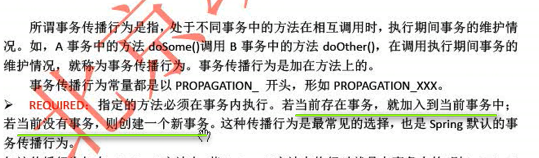 所谓事务传播行为是指，处于不同事务中的方法在相互调用时，执行期间事务的维护情
况。如，A 事务中的方法 doSome()调用 B 事务中的方法 doOther()，在调用执行期间事务的
维护情况，就称为事务传播行为。事务传播行为是加在方法上的。
事务传播行为常量都是以 PROPAGATION_ 开头，形如 PROPAGATION_XXX。
➢ REQUIRED：指定的方法必须在事务内执行。若当前存在事务，就加入到当前事务中；
若当前没有事务，则创建一个新事务。这种传播行为是最常见的选择，也是 Spring 默认的事
务传播行为。